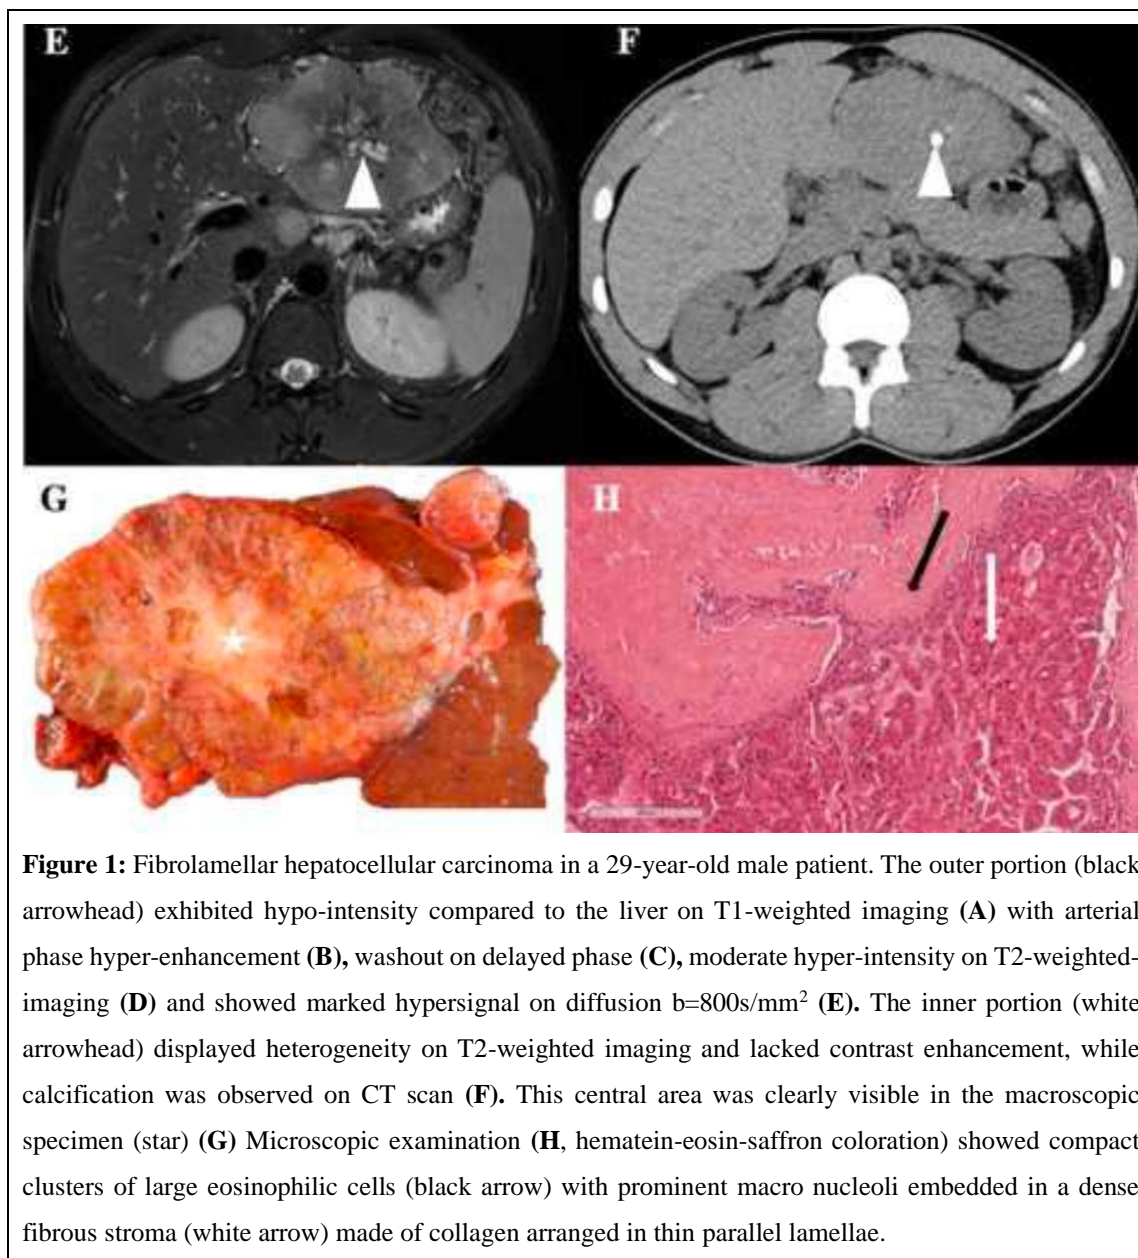 E
F
G
H
Figure 1: Fibrolamellar hepatocellular carcinoma in a 29-year-old male patient. The outer portion (black
arrowhead) exhibited hypo-intensity compared to the liver on T1-weighted imaging (A) with arterial
phase hyper-enhancement (B), washout on delayed phase (C), moderate hyper-intensity on T2-weighted-
imaging (D) and showed marked hypersignal on diffusion b=800s/mm² (E). The inner portion (white
arrowhead) displayed heterogeneity on T2-weighted imaging and lacked contrast enhancement, while
calcification was observed on CT scan (F). This central area was clearly visible in the macroscopic
specimen (star) (G) Microscopic examination (H, hematein-eosin-saffron coloration) showed compact
clusters of large eosinophilic cells (black arrow) with prominent macro nucleoli embedded in a dense
fibrous stroma (white arrow) made of collagen arranged in thin parallel lamellae.